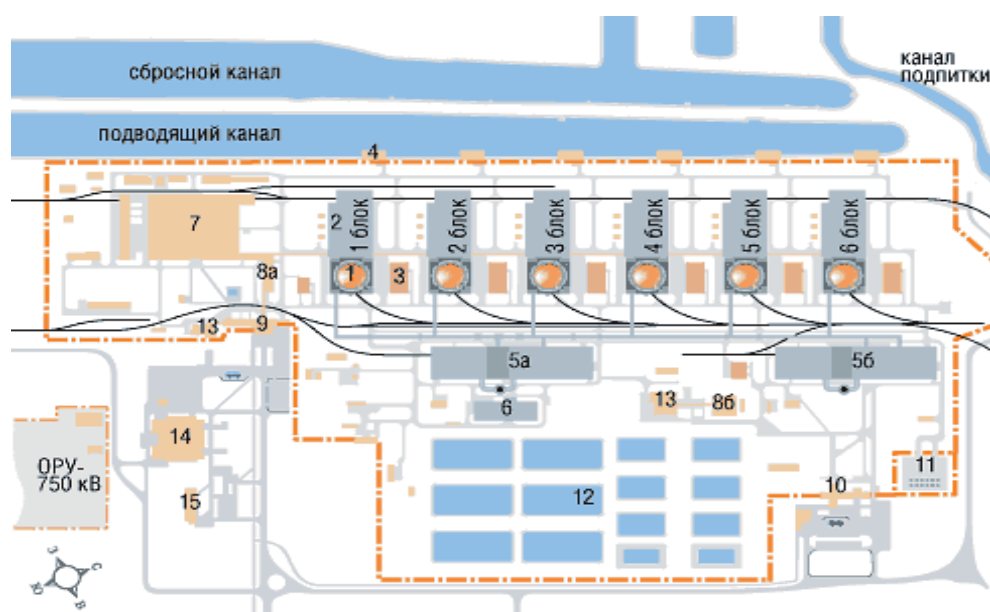 сбросной канал
канал
подпитки
подводящий канал
4
2
1 блок
2 блок
3 блок
4 блок
5 блок
6 блок
7
8а
1
3
13
9
5а
5б
6
13
8б
14
ОРУ-
750 кВ
15
12
11
10
З
С
Ю
В